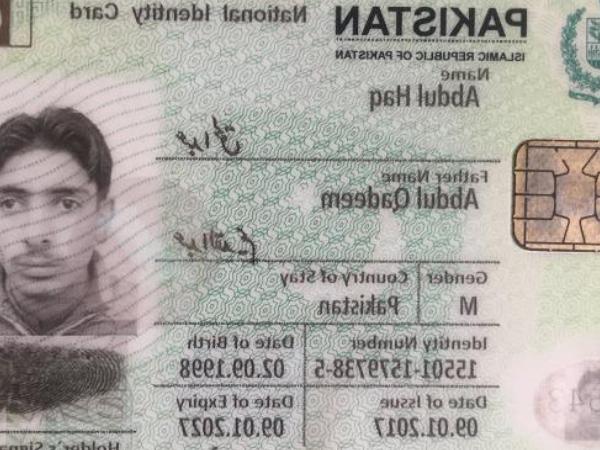 PAKISTAN National Identity Card
ISLAMIC REPUBLIC OF PAKISTAN
Name
Abdul Haq
عبدالحق
Father Name
Abdul Qadeem
عبدالقدیم
Gender Country of Stay
M Pakistan
Identity Number Date of Birth
15501-1579738-5 02.09.1998
Date of Issue Date of Expiry
09.01.2017 09.01.2027
Holder's Signa